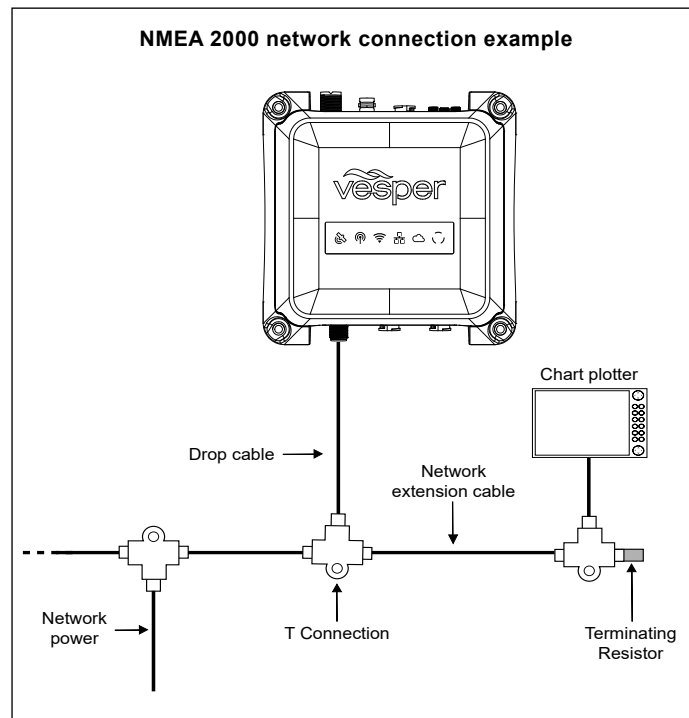 NMEA 2000 network connection example
vesper
Chart plotter
Drop cable
Network
extension cable
Network
power
T Connection
Terminating
Resistor